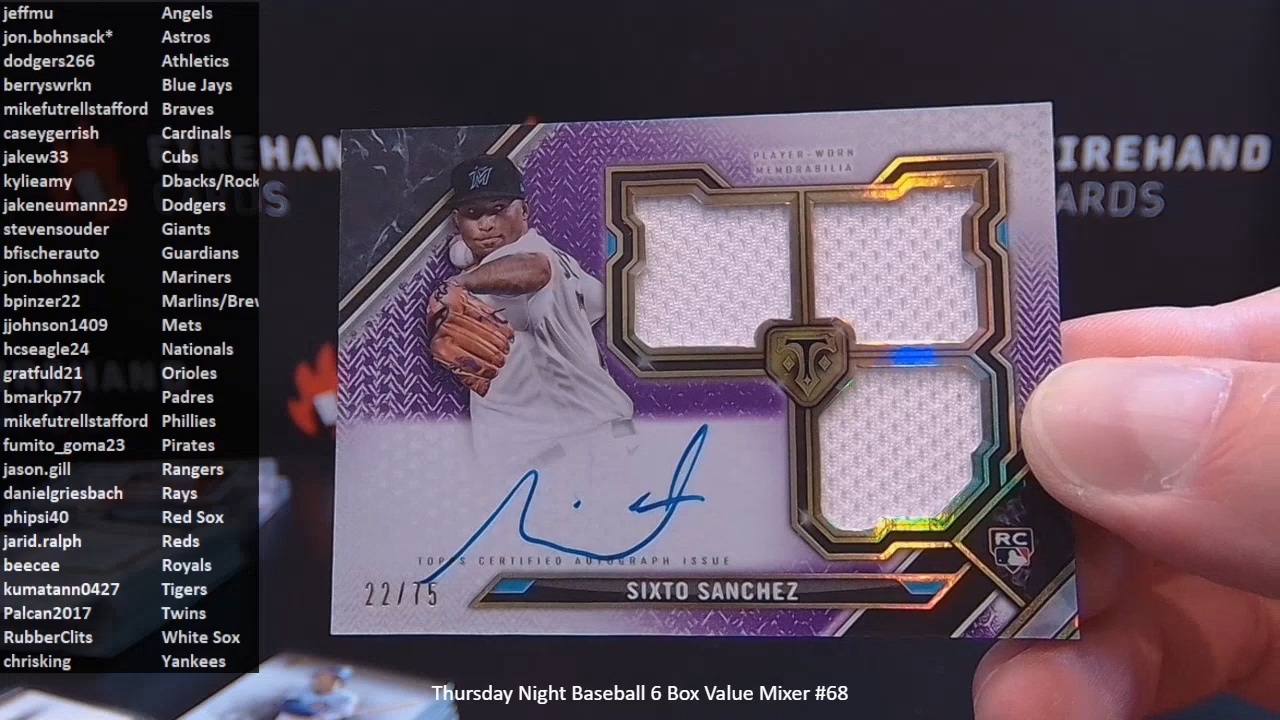 jeffmu Angels
jon.bohnsack* Astros
dodgers266 Athletics
berryswrkn Blue Jays
mikefutrellstafford Braves
caseygerrish Cardinals
jakew33 Cubs
kylieamy Dbacks/Rock
jakeneumann29 Dodgers
stevensouder Giants
bfischerauto Guardians
jon.bohnsack Mariners
bpinzer22 Marlins/Brew
jjohnson1409 Mets
hcseagle24 Nationals
gratfuld21 Orioles
bmarkp77 Padres
mikefutrellstafford Phillies
fumito_goma23 Pirates
jason.gill Rangers
danielgriesbach Rays
phipsi40 Red Sox
jarid.ralph Reds
beecee Royals
kumatann0427 Tigers
Palcan2017 Twins
RubberClits White Sox
chrisking Yankees
PLAYER-WORN
MEMORABILIA
M
T
IREHAND
ARDS
TOPPS CERTIFIED AUTOGRAPH ISSUE
22/75
SIXTO SANCHEZ
RC
Thursday Night Baseball 6 Box Value Mixer #68